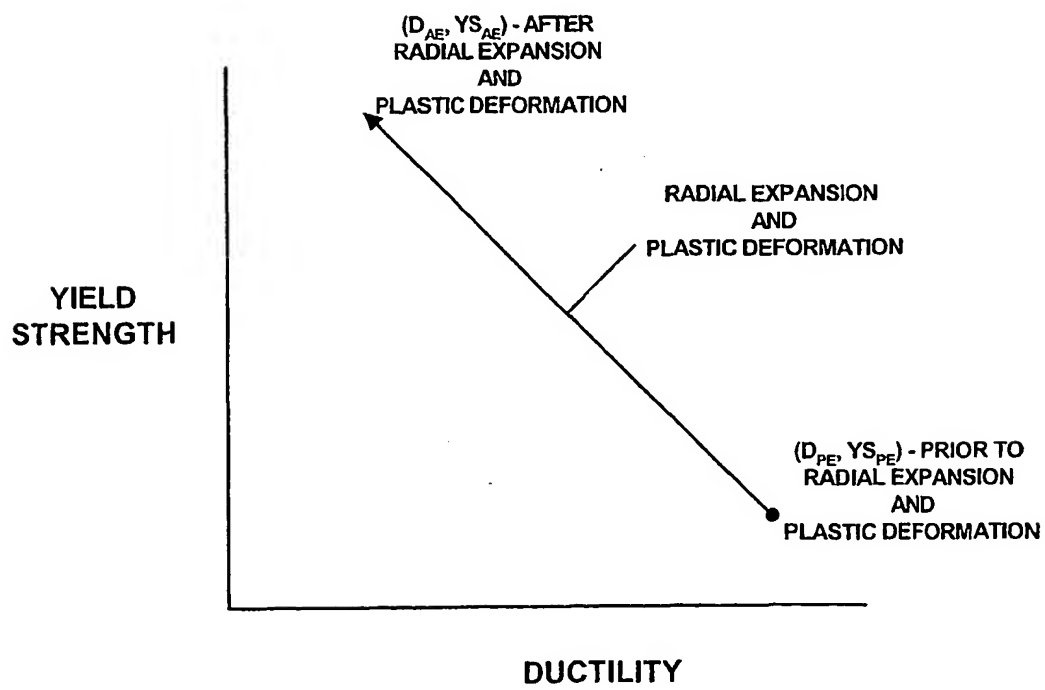 (D_AE, YS_AE) - AFTER
RADIAL EXPANSION
AND
PLASTIC DEFORMATION
RADIAL EXPANSION
AND
PLASTIC DEFORMATION
YIELD
STRENGTH
(D_PE, YS_PE) - PRIOR TO
RADIAL EXPANSION
AND
PLASTIC DEFORMATION
DUCTILITY